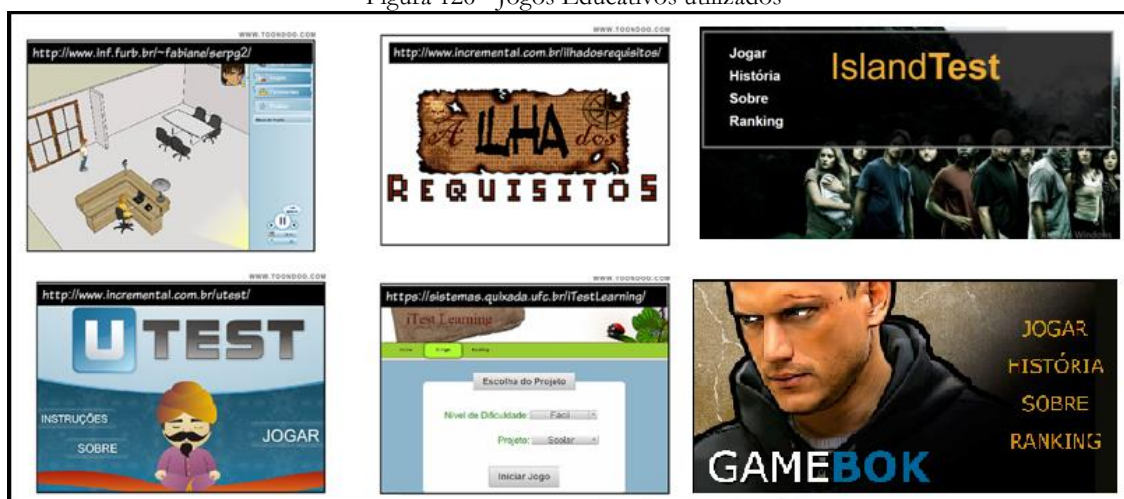 Figura 120 - Jogos Educativos utilizados
WWW.TOONDOO.COM
http://www.inf.furb.br/~fabiane/serpg2/
WWW.TOONDOO.COM
http://www.incremental.com.br/ilhadosrequisitos/
A ILHA dos
REQUISITOS
Jogar
História
Sobre
Ranking
IslandTest
Windows
WWW.TOONDOO.COM
http://www.incremental.com.br/utest/
U TEST
INSTRUÇÕES
SOBRE
JOGAR
WWW.TOONDOO.COM
https://sistemas.quixada.ufc.br/iTestLearning/
iTest Learning
Escolha do Projeto
Nível de Dificuldade: Fácil
Projeto: Scolar
Iniciar Jogo
JOGAR
HISTÓRIA
SOBRE
RANKING
GAMEBOK